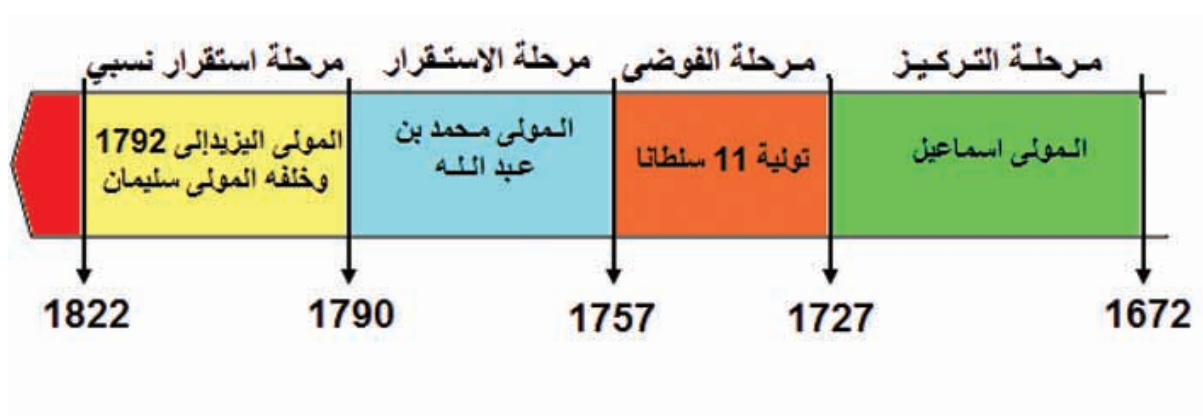 مرحلة التركيز
مرحلة الفوضى
مرحلة الاستقرار
مرحلة استقرار نسبي
المولى اسماعيل
تولية 11 سلطانا
المولى محمد بن
عبد الله
المولى اليزيدإلى 1792
وخلفه المولى سليمان
1672
1727
1757
1790
1822